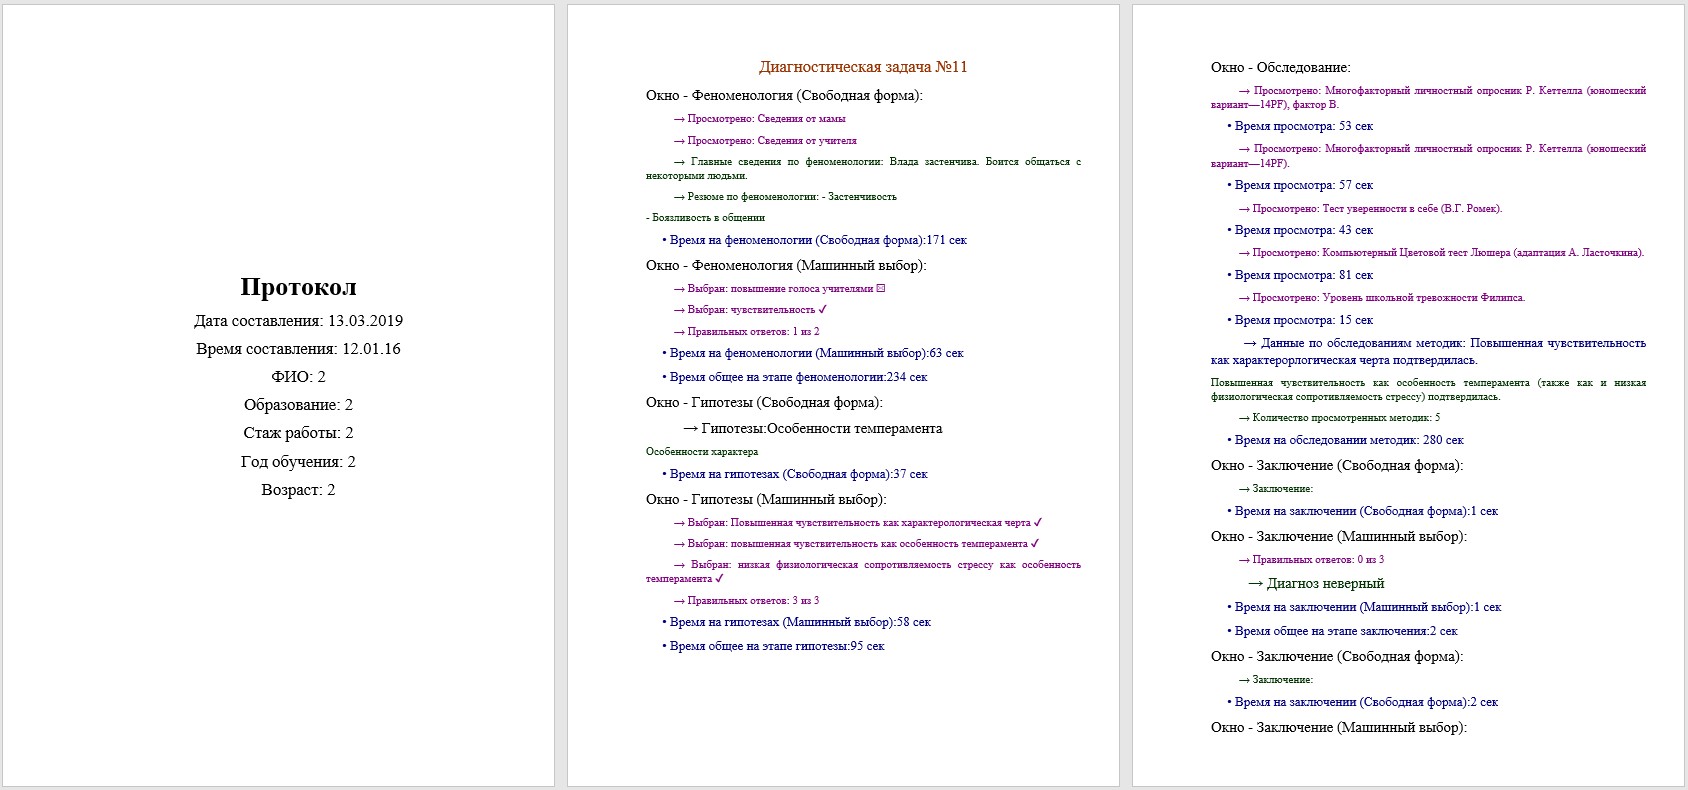 Протокол
Дата составления: 13.03.2019
Время составления: 12.01.16
ФИО: 2
Образование: 2
Стаж работы: 2
Год обучения: 2
Возраст: 2
Диагностическая задача №11
Окно - Феноменология (Свободная форма):
→ Просмотрено: Сведения от мамы
→ Просмотрено: Сведения от учителя
→ Главные сведения по феноменологии: Влада застенчива. Боится общаться с
некоторыми людьми.
→ Резюме по феноменологии: - Застенчивость
- Боязливость в общении
• Время на феноменологии (Свободная форма):171 сек
Окно - Феноменология (Машинный выбор):
→ Выбран: повышение голоса учителями
→ Выбран: чувствительность ✓
→ Правильных ответов: 1 из 2
• Время на феноменологии (Машинный выбор):63 сек
• Время общее на этапе феноменологии:234 сек
Окно - Гипотезы (Свободная форма):
→ Гипотезы:Особенности темперамента
Особенности характера
• Время на гипотезах (Свободная форма):37 сек
Окно - Гипотезы (Машинный выбор):
→ Выбран: Повышенная чувствительность как характерологическая черта ✓
→ Выбран: повышенная чувствительность как особенность темперамента ✓
→ Выбран: низкая физиологическая сопротивляемость стрессу как особенность
темперамента ✓
→ Правильных ответов: 3 из 3
• Время на гипотезах (Машинный выбор):58 сек
• Время общее на этапе гипотезы:95 сек
Окно - Обследование:
→ Просмотрено: Многофакторный личностный опросник Р. Кеттелла (юношеский
вариант—14PF), фактор B.
• Время просмотра: 53 сек
→ Просмотрено: Многофакторный личностный опросник Р. Кеттелла (юношеский
вариант—14PF).
• Время просмотра: 57 сек
→ Просмотрено: Тест уверенности в себе (В.Г. Ромек).
• Время просмотра: 43 сек
→ Просмотрено: Компьютерный Цветовой тест Люшера (адаптация А. Ласточкина).
• Время просмотра: 81 сек
→ Просмотрено: Уровень школьной тревожности Филипса.
• Время просмотра: 15 сек
→ Данные по обследованиям методик: Повышенная чувствительность
как характерорлогическая черта подтвердилась.
Повышенная чувствительность как особенность темперамента (также как и низкая
физиологическая сопротивляемость стрессу) подтвердилась.
→ Количество просмотренных методик: 5
• Время на обследовании методик: 280 сек
Окно - Заключение (Свободная форма):
→ Заключение:
• Время на заключении (Свободная форма):1 сек
Окно - Заключение (Машинный выбор):
→ Правильных ответов: 0 из 3
→ Диагноз неверный
• Время на заключении (Машинный выбор):1 сек
• Время общее на этапе заключения:2 сек
Окно - Заключение (Свободная форма):
→ Заключение:
• Время на заключении (Свободная форма):2 сек
Окно - Заключение (Машинный выбор):